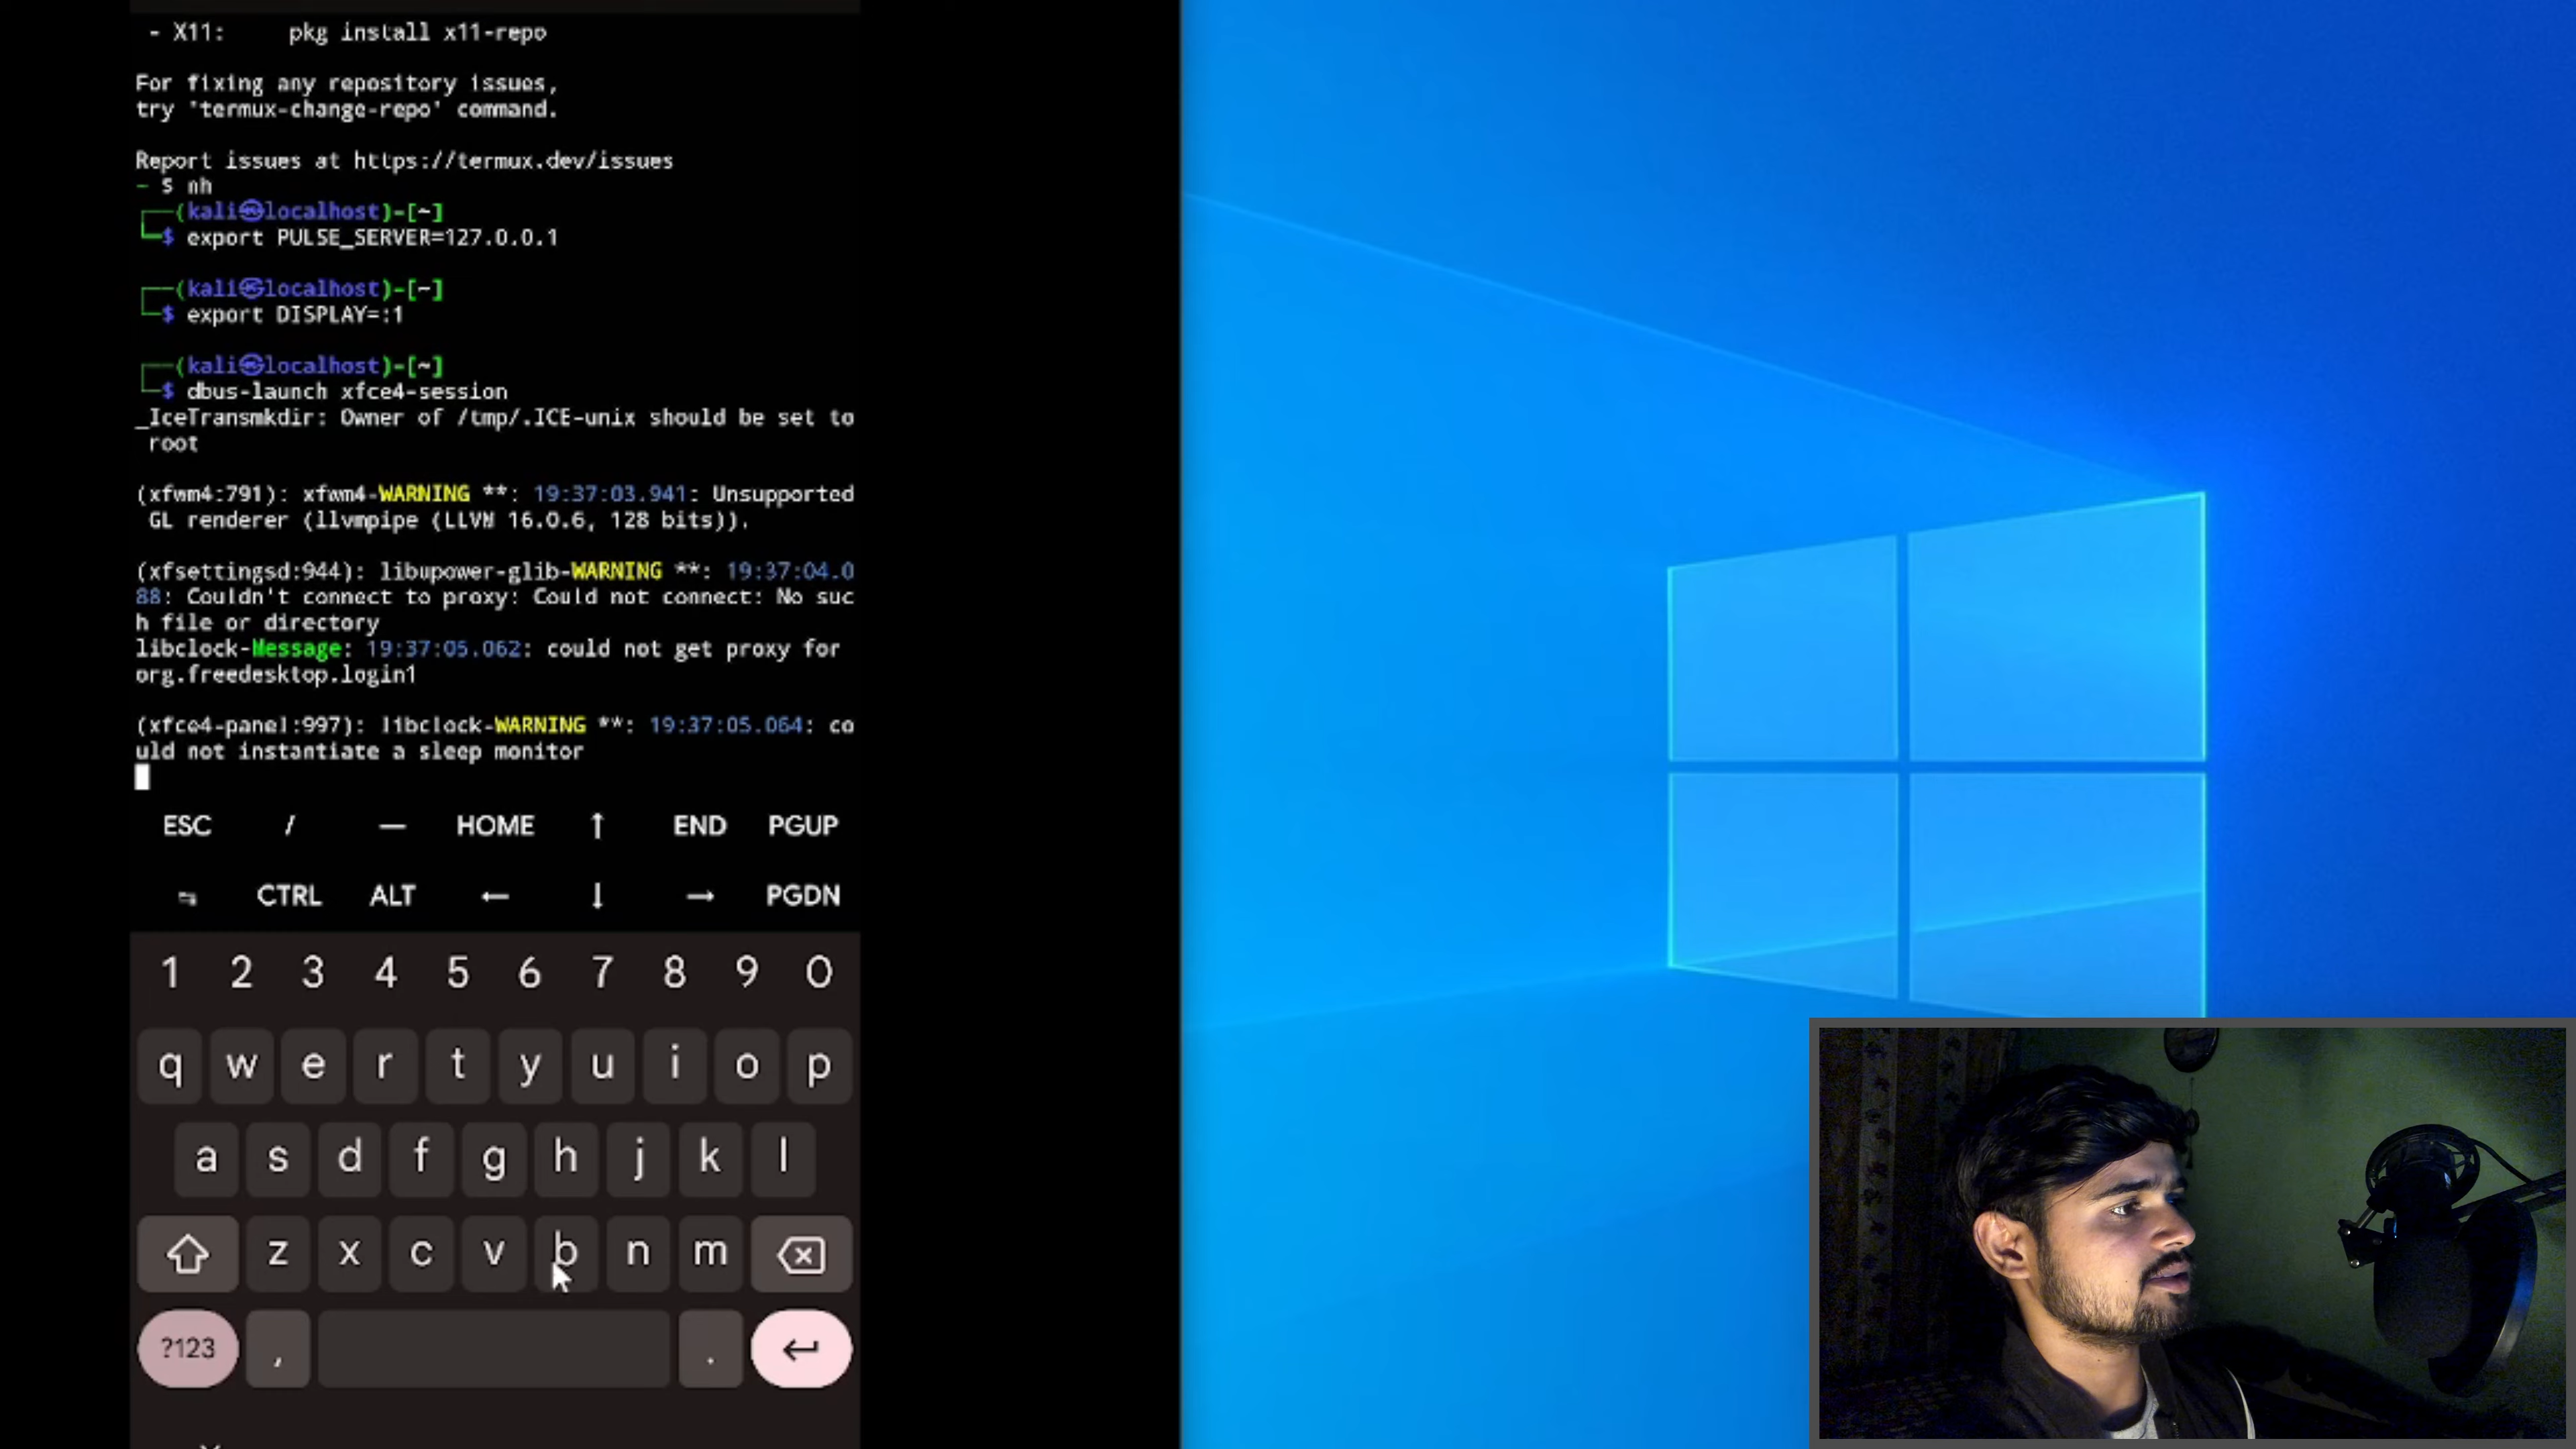 - X11:     pkg install x11-repo
For fixing any repository issues,
try 'termux-change-repo' command.
Report issues at https://termux.dev/issues
~ $ nh
┌──(kali㉿localhost)-[~]
└─$ export PULSE_SERVER=127.0.0.1
┌──(kali㉿localhost)-[~]
└─$ export DISPLAY=:1
┌──(kali㉿localhost)-[~]
└─$ dbus-launch xfce4-session
_IceTransmkdir: Owner of /tmp/.ICE-unix should be set to
root
(xfwm4:791): xfwm4-WARNING **: 19:37:03.941: Unsupported
GL renderer (llvmpipe (LLVM 16.0.6, 128 bits)).
(xfsettingsd:944): libupower-glib-WARNING **: 19:37:04.0
88: Couldn't connect to proxy: Could not connect: No suc
h file or directory
libclock-Message: 19:37:05.062: could not get proxy for
org.freedesktop.login1
(xfce4-panel:997): libclock-WARNING **: 19:37:05.064: co
uld not instantiate a sleep monitor
ESC / — HOME ↑ END PGUP
CTRL ALT ← ↓ → PGDN
1 2 3 4 5 6 7 8 9 0
q w e r t y u i o p
a s d f g h j k l
z x c v b n m
?123 , .